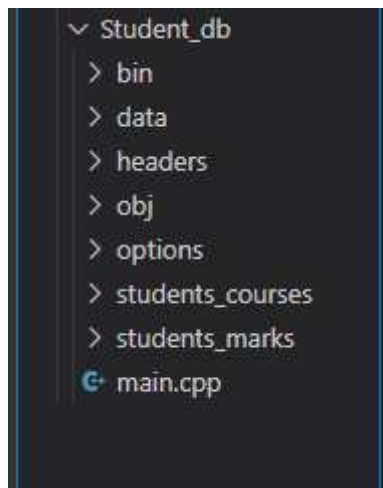 Student_db
bin
data
headers
obj
options
students_courses
students_marks
main.cpp